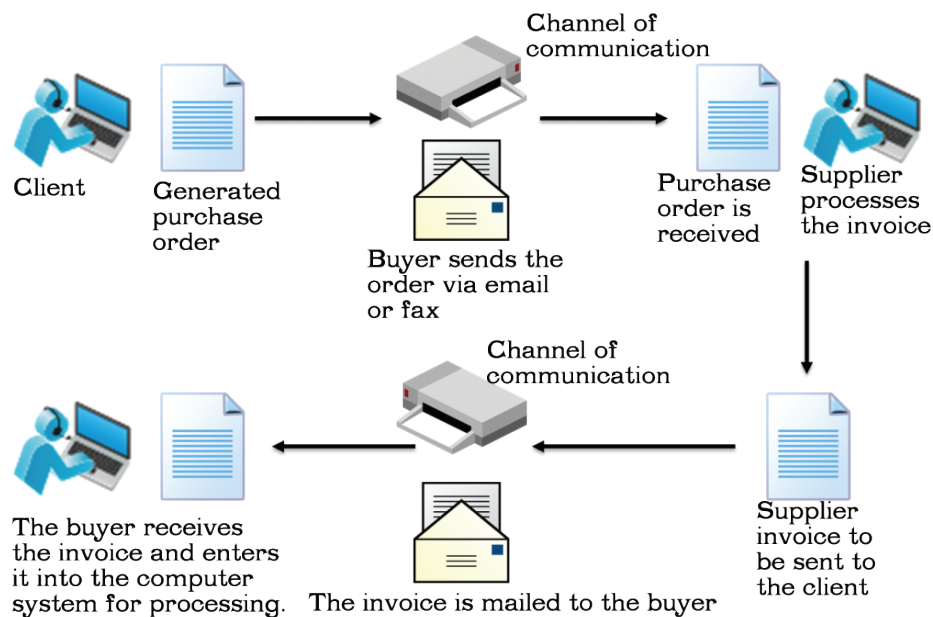 Channel of
communication
Client
Generated
purchase
order
Buyer sends the
order via email
or fax
Purchase
order is
received
Supplier
processes
the invoice
Channel of
communication
The buyer receives
the invoice and enters
it into the computer
system for processing.
The invoice is mailed to the buyer
Supplier
invoice to
be sent to
the client